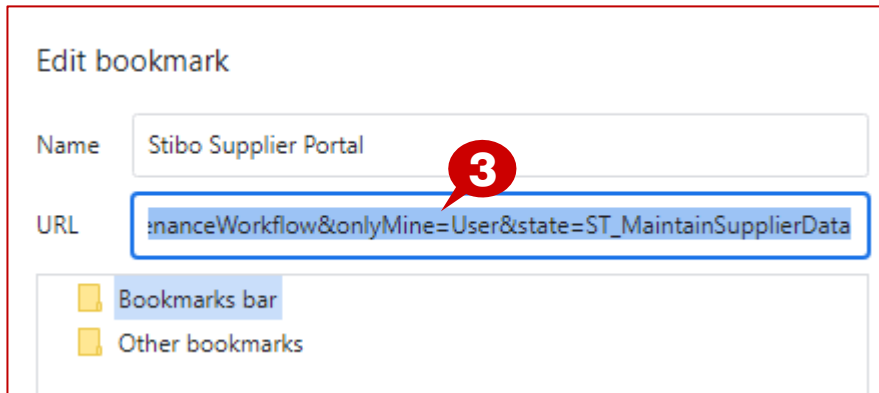 Edit bookmark
Name Stibo Supplier Portal
3
URL enanceWorkflow&onlyMine=User&state=ST_MaintainSupplierData
Bookmarks bar
Other bookmarks